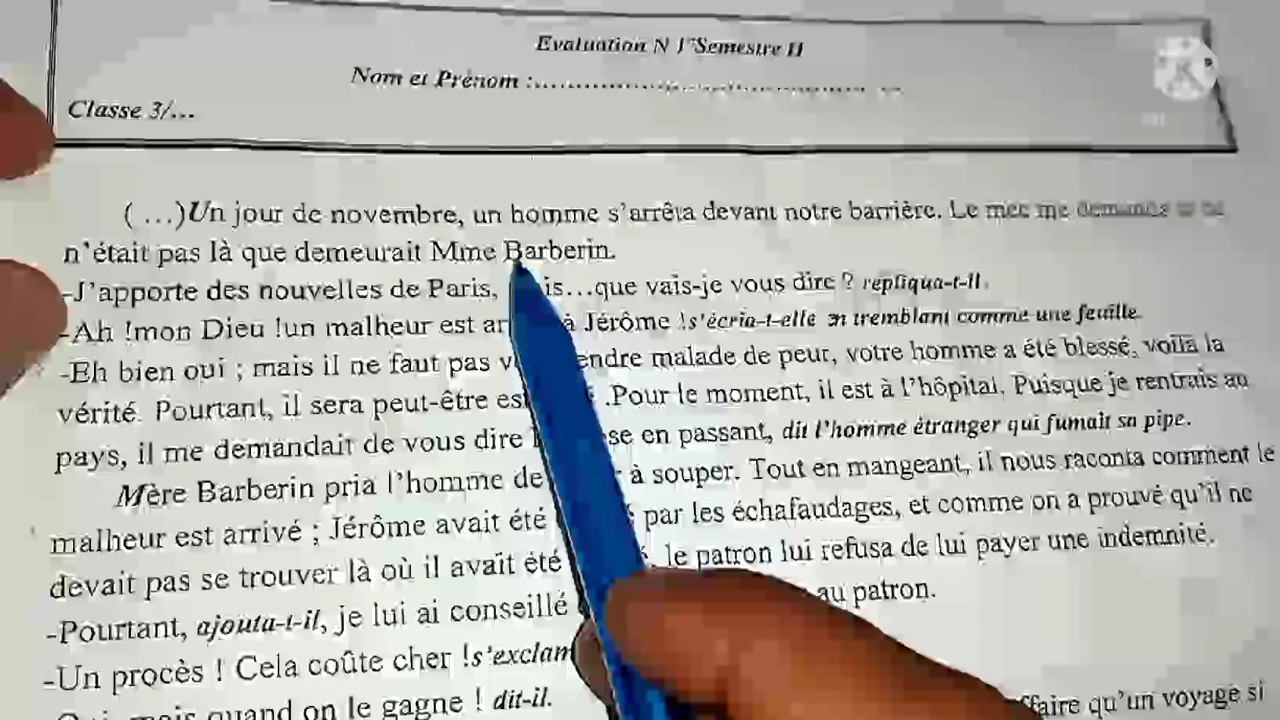 Evaluation N 1 Semestre II
Nom et Prénom :..........................................
Classe 3/...
(...)Un jour de novembre, un homme s'arrêta devant notre barrière. Le mec me demanda
n'était pas là que demeurait Mme Barberin.
-J'apporte des nouvelles de Paris, is...que vais-je vous dire ? repliqua-t-il.
-Ah !mon Dieu !un malheur est ar à Jérôme !s'écria-t-elle en tremblant comme une feuille.
-Eh bien oui ; mais il ne faut pas v endre malade de peur, votre homme a été blessé, voilà la
vérité. Pourtant, il sera peut-être es .Pour le moment, il est à l'hôpital. Puisque je rentrais au
pays, il me demandait de vous dire se en passant, dit l'homme étranger qui fumait sa pipe.
Mère Barberin pria l'homme de à souper. Tout en mangeant, il nous raconta comment le
malheur est arrivé ; Jérôme avait été par les échafaudages, et comme on a prouvé qu'il ne
devait pas se trouver là où il avait été le patron lui refusa de lui payer une indemnité.
-Pourtant, ajouta-t-il, je lui ai conseillé au patron.
-Un procès ! Cela coûte cher !s'exclam
mais quand on le gagne ! dit-il. ffaire qu'un voyage si